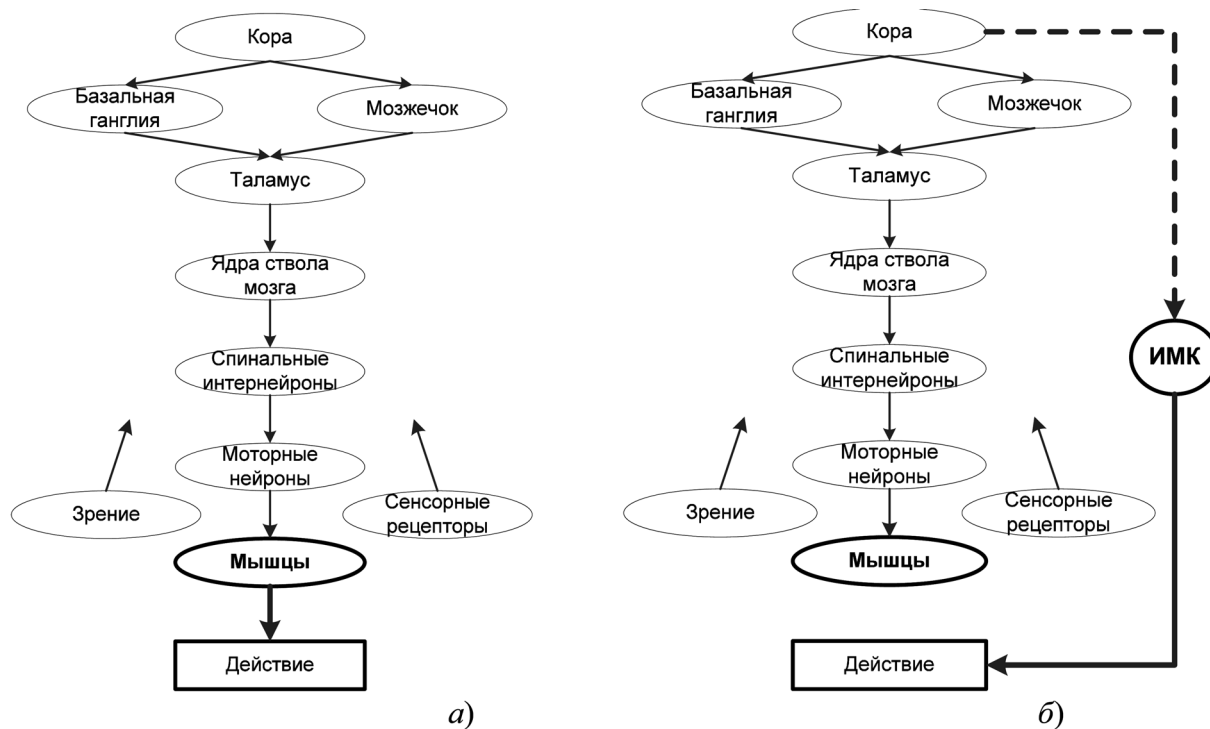 Кора
Базальная
ганглия
Мозжечок
Таламус
Ядра ствола
мозга
Спинальные
интернейроны
Моторные
нейроны
Зрение
Сенсорные
рецепторы
Мышцы
Действие
а)
Кора
Базальная
ганглия
Мозжечок
Таламус
Ядра ствола
мозга
ИМК
Спинальные
интернейроны
Моторные
нейроны
Зрение
Сенсорные
рецепторы
Мышцы
Действие
б)